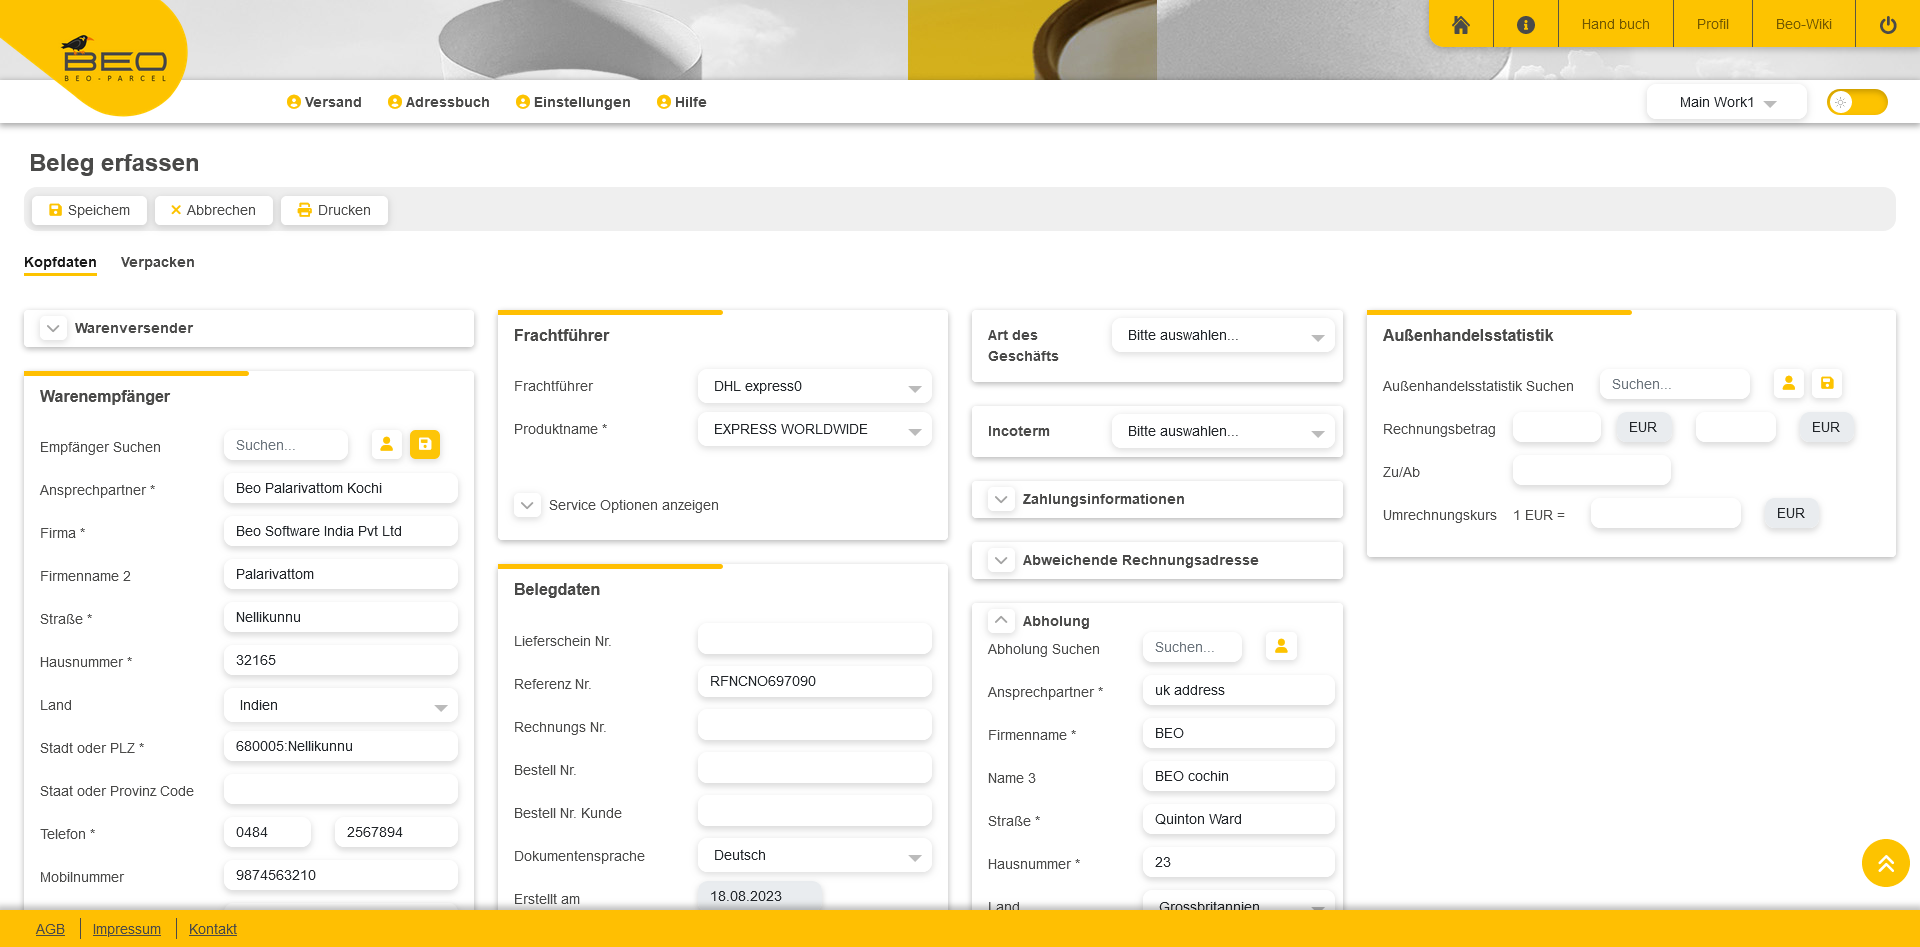 BEO
BEO-PARCEL
Hand buch
Profil
Beo-Wiki
Versand
Adressbuch
Einstellungen
Hilfe
Main Work1
Beleg erfassen
Speichem
Abbrechen
Drucken
Kopfdaten
Verpacken
Warenversender
Warenempfänger
Empfänger Suchen
Suchen...
Ansprechpartner *
Beo Palarivattom Kochi
Firma *
Beo Software India Pvt Ltd
Firmenname 2
Palarivattom
Straße *
Nellikunnu
Hausnummer *
32165
Land
Indien
Stadt oder PLZ *
680005:Nellikunnu
Staat oder Provinz Code
Telefon *
0484
2567894
Mobilnummer
9874563210
Frachtführer
Frachtführer
DHL express0
Produktname *
EXPRESS WORLDWIDE
Service Optionen anzeigen
Belegdaten
Lieferschein Nr.
Referenz Nr.
RFNCNO697090
Rechnungs Nr.
Bestell Nr.
Bestell Nr. Kunde
Dokumentensprache
Deutsch
Erstellt am
18.08.2023
Art des
Geschäfts
Bitte auswahlen...
Incoterm
Bitte auswahlen...
Zahlungsinformationen
Abweichende Rechnungsadresse
Abholung
Abholung Suchen
Suchen...
Ansprechpartner *
uk address
Firmenname *
BEO
Name 3
BEO cochin
Straße *
Quinton Ward
Hausnummer *
23
Land
Grossbritannien
Außenhandelsstatistik
Außenhandelsstatistik Suchen
Suchen...
Rechnungsbetrag
EUR
EUR
Zu/Ab
Umrechnungskurs
1 EUR =
EUR
AGB
Impressum
Kontakt